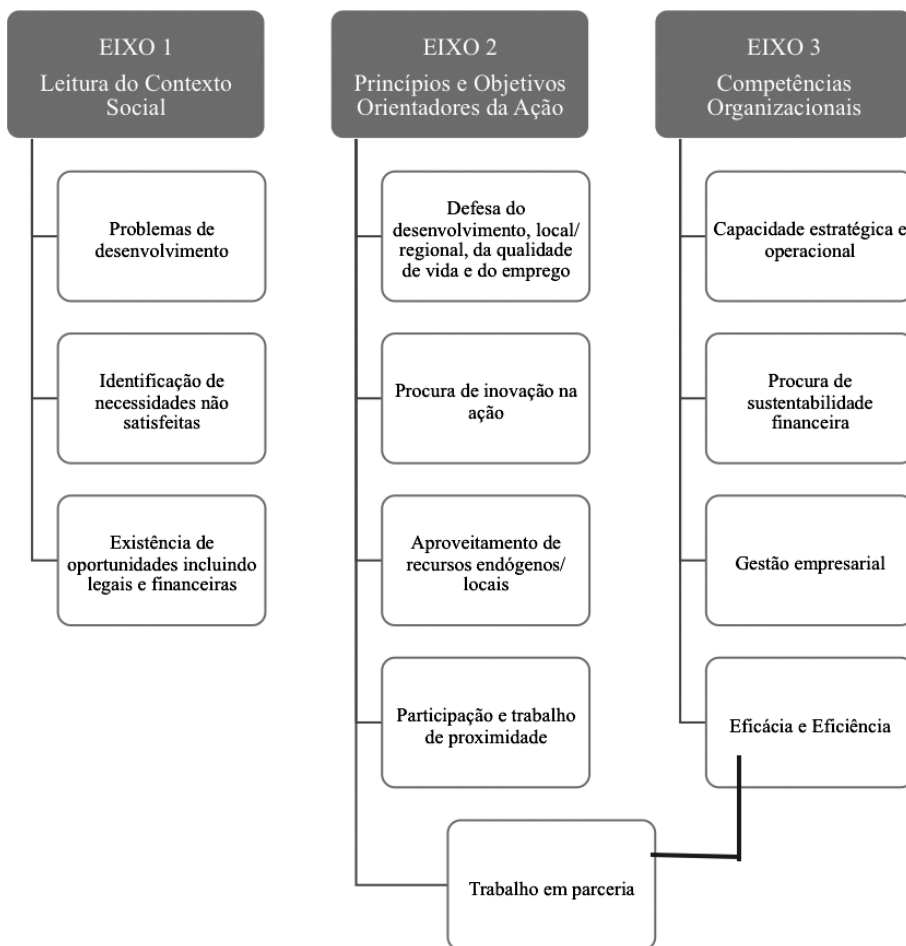 EIXO 1
Leitura do Contexto
Social
Problemas de
desenvolvimento
Identificação de
necessidades não
satisfeitas
Existência de
oportunidades incluindo
legais e financeiras
EIXO 2
Princípios e Objetivos
Orientadores da Ação
Defesa do
desenvolvimento, local/
regional, da qualidade
de vida e do emprego
Procura de inovação na
ação
Aproveitamento de
recursos endógenos/
locais
Participação e trabalho
de proximidade
Trabalho em parceria
EIXO 3
Competências
Organizacionais
Capacidade estratégica e
operacional
Procura de
sustentabilidade
financeira
Gestão empresarial
Eficácia e Eficiência